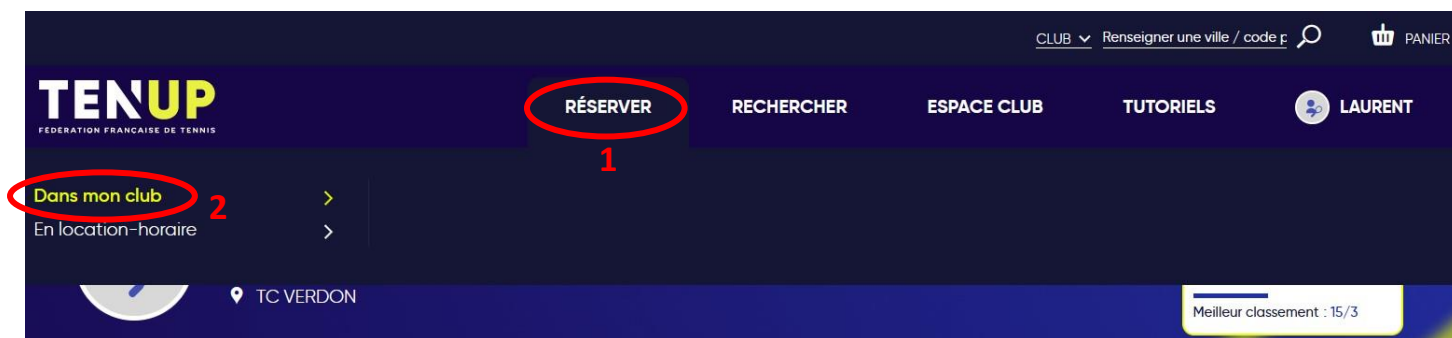 CLUB Renseigner une ville / code p PANIER
TENUP
FEDERATION FRANÇAISE DE TENNIS
RÉSERVER RECHERCHER ESPACE CLUB TUTORIELS LAURENT
1
Dans mon club 2
En location-horaire
TC VERDON
Meilleur classement : 15/3